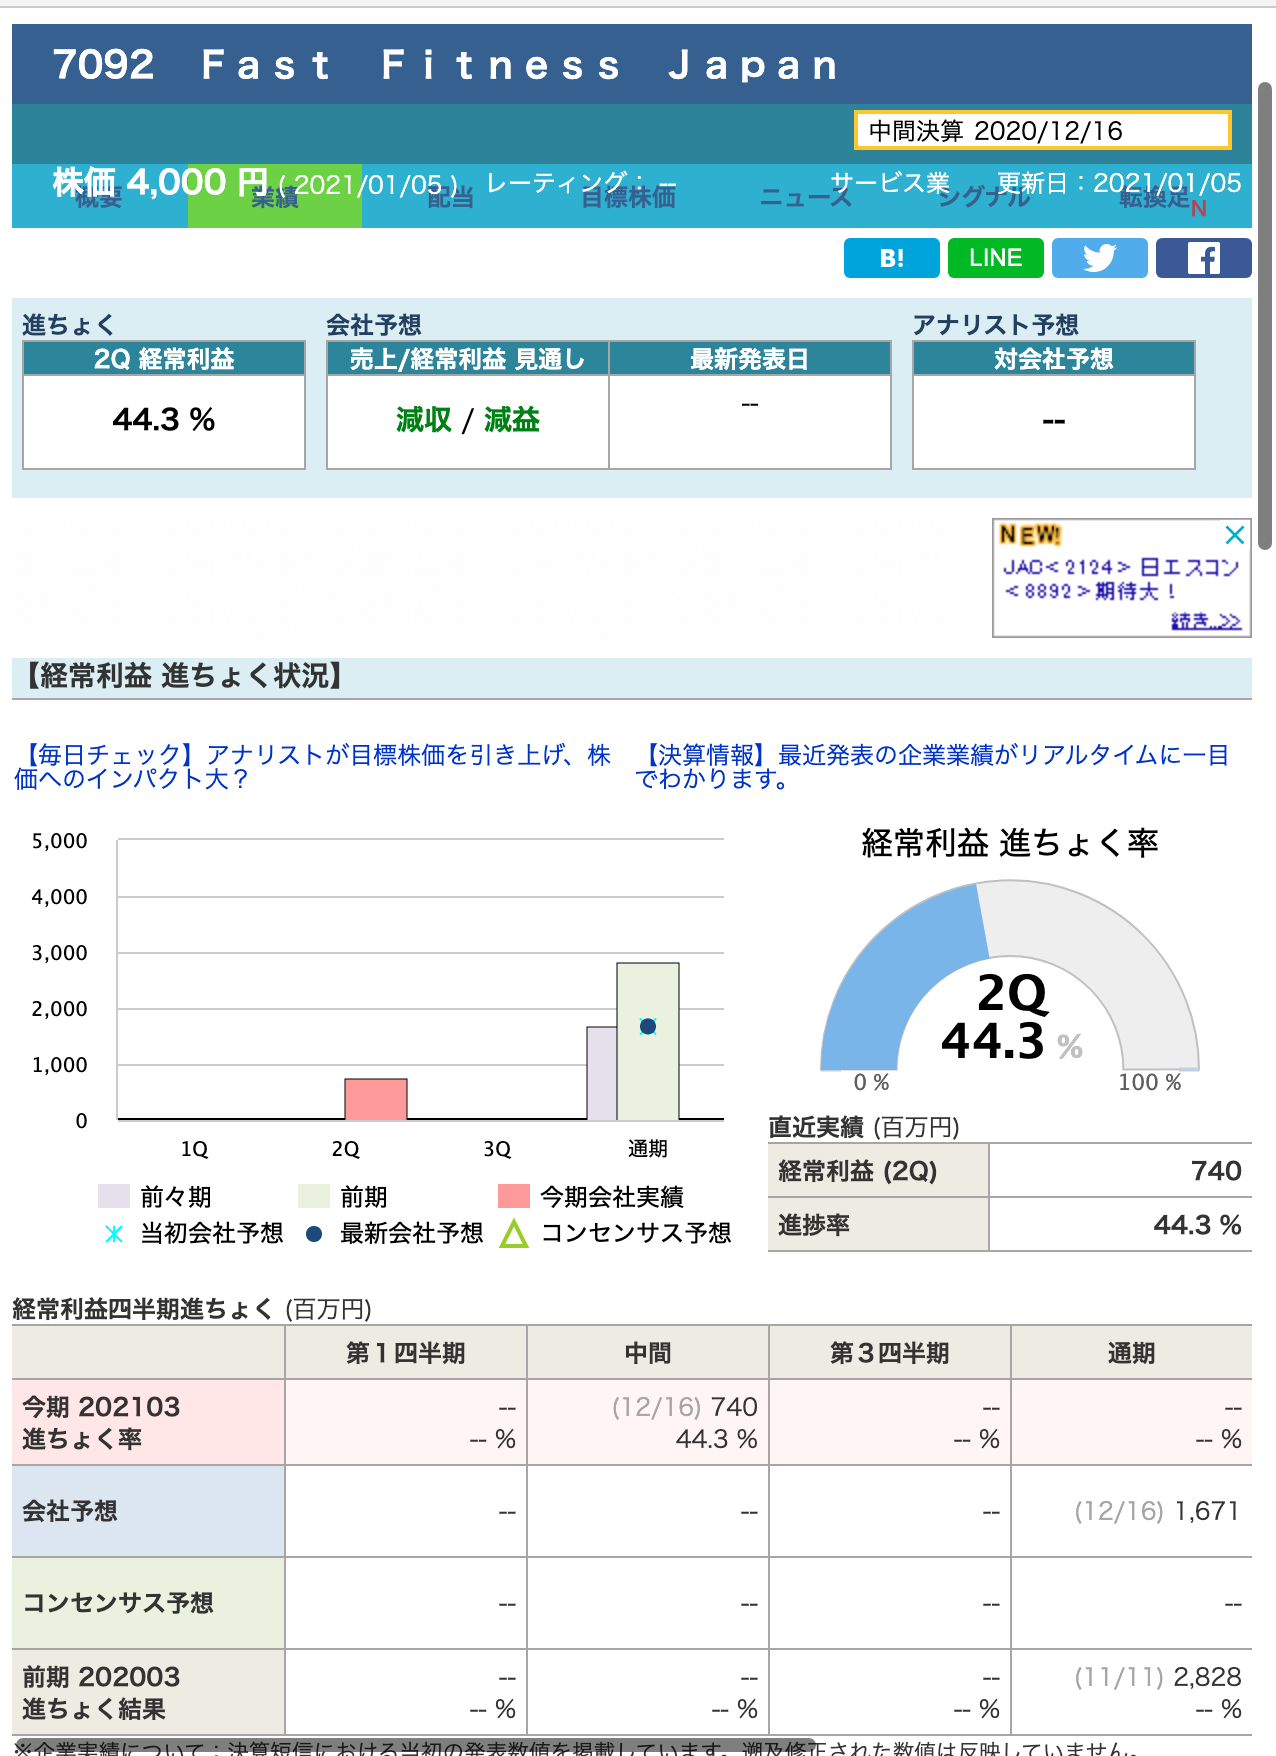 7092　Ｆａｓｔ　Ｆｉｔｎｅｓｓ　Ｊａｐａｎ
中間決算 2020/12/16
株価 4,000 円 ( 2021/01/05 )　レーティング： --　サービス業　更新日：2021/01/05
概要　業績　配当　目標株価　ニュース　シグナル　転換足N
B!　LINE
進ちょく　会社予想　アナリスト予想
2Q 経常利益　売上/経常利益 見通し　最新発表日　対会社予想
44.3 %　減収 / 減益　--　--
NEW!
JAC<2124> 日エスコン
<8892>期待大！
続き..>>
【経常利益 進ちょく状況】
【毎日チェック】アナリストが目標株価を引き上げ、株
価へのインパクト大？
【決算情報】最近発表の企業業績がリアルタイムに一目
でわかります。
5,000
4,000
3,000
2,000
1,000
0
1Q　2Q　3Q　通期
前々期　前期　今期会社実績
当初会社予想　最新会社予想　コンセンサス予想
経常利益 進ちょく率
2Q
44.3 %
0 %　100 %
直近実績 (百万円)
経常利益 (2Q)　740
進捗率　44.3 %
経常利益四半期進ちょく (百万円)
第１四半期　中間　第３四半期　通期
今期 202103　--　(12/16) 740　--　--
進ちょく率　-- %　44.3 %　-- %　-- %
会社予想　--　--　--　(12/16) 1,671
コンセンサス予想　--　--　--　--
前期 202003　--　--　--　(11/11) 2,828
進ちょく結果　-- %　-- %　-- %　-- %
※企業実績について：決算短信における当初の発表数値を掲載しています。遡及修正された数値は反映していません。